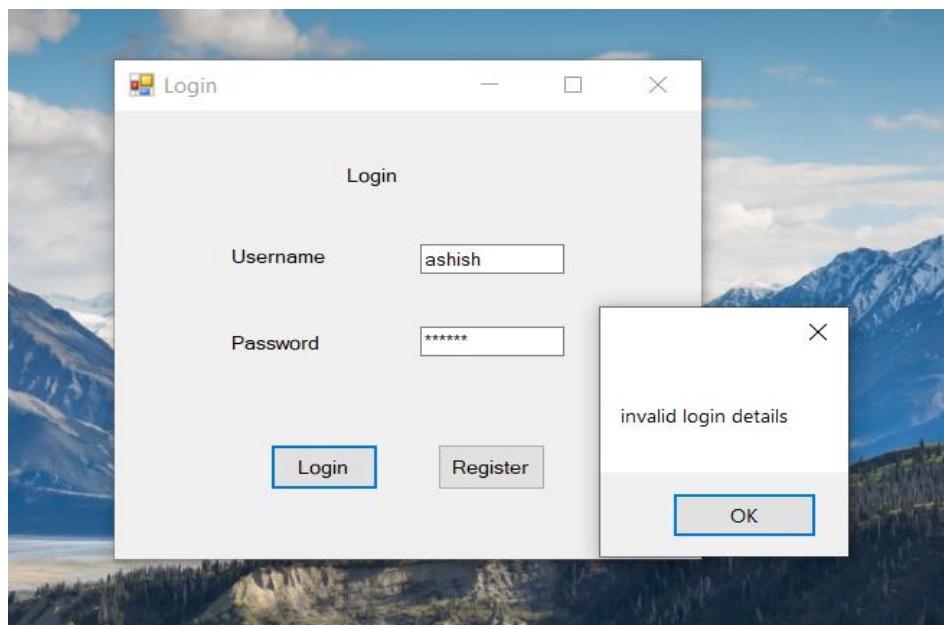 Login
Login
Username
ashish
Password
******
Login
Register
invalid login details
OK